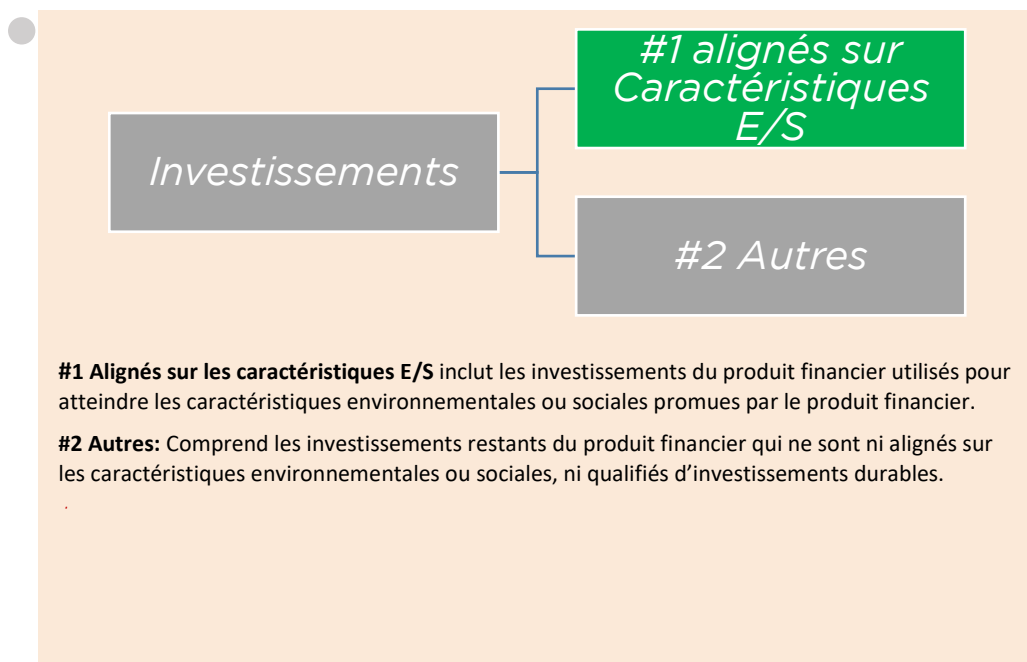 #1 alignés sur
Caractéristiques
E/S
Investissements
#2 Autres
#1 Alignés sur les caractéristiques E/S inclut les investissements du produit financier utilisés pour
atteindre les caractéristiques environnementales ou sociales promues par le produit financier.
#2 Autres: Comprend les investissements restants du produit financier qui ne sont ni alignés sur
les caractéristiques environnementales ou sociales, ni qualifiés d’investissements durables.
.